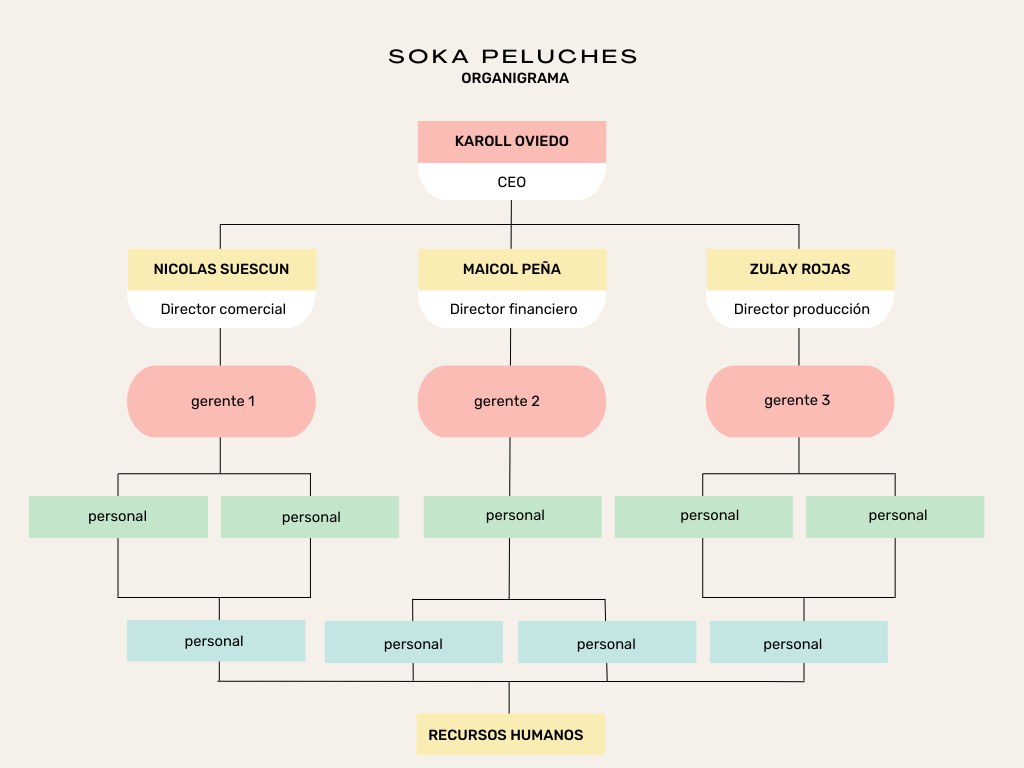 SOKA PELUCHES
ORGANIGRAMA
KAROLL OVIEDO
CEO
NICOLAS SUESCUN
Director comercial
MAICOL PEÑA
Director financiero
ZULAY ROJAS
Director producción
gerente 1
gerente 2
gerente 3
personal
personal
personal
personal
personal
personal
personal
personal
personal
RECURSOS HUMANOS